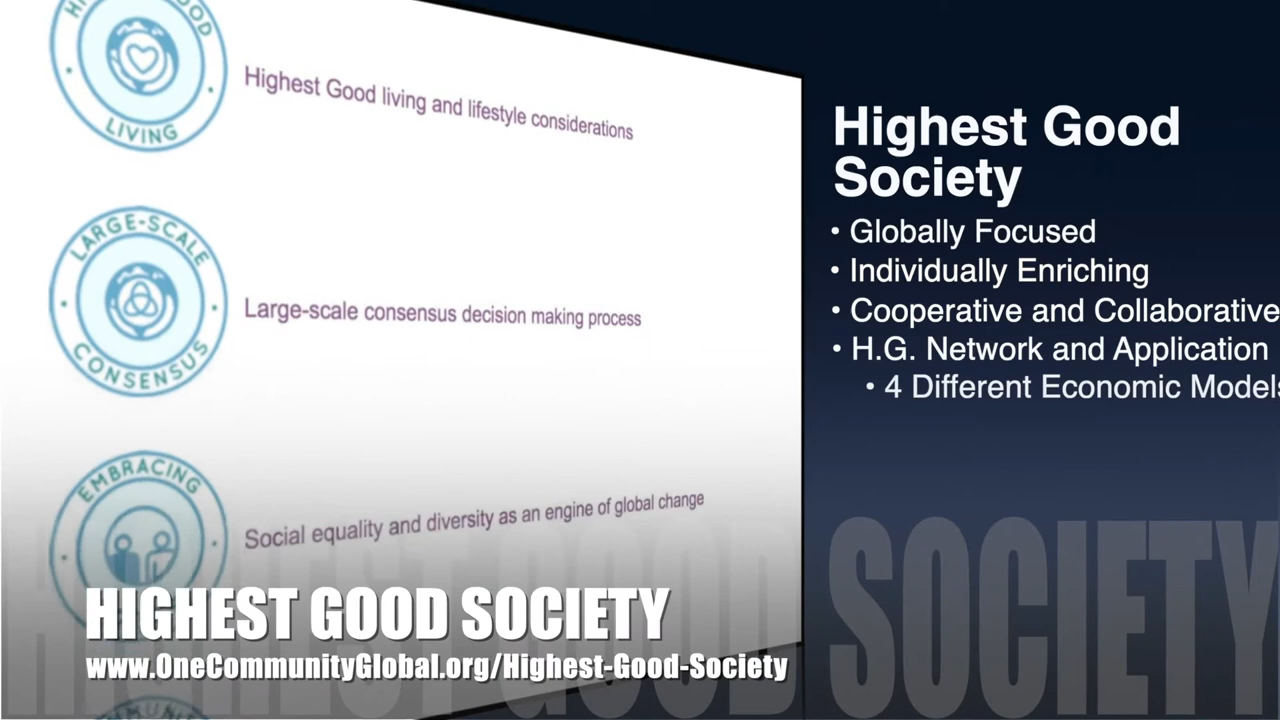 LIVING
Highest Good living and lifestyle considerations
LARGE-SCALE
CONSENSUS
Large-scale consensus decision making process
EMBRACING
Social equality and diversity as an engine of global change
Highest Good
Society
• Globally Focused
• Individually Enriching
• Cooperative and Collaborative
• H.G. Network and Application
• 4 Different Economic Models
HIGHEST GOOD SOCIETY
HIGHEST GOOD SOCIETY
www.OneCommunityGlobal.org/Highest-Good-Society